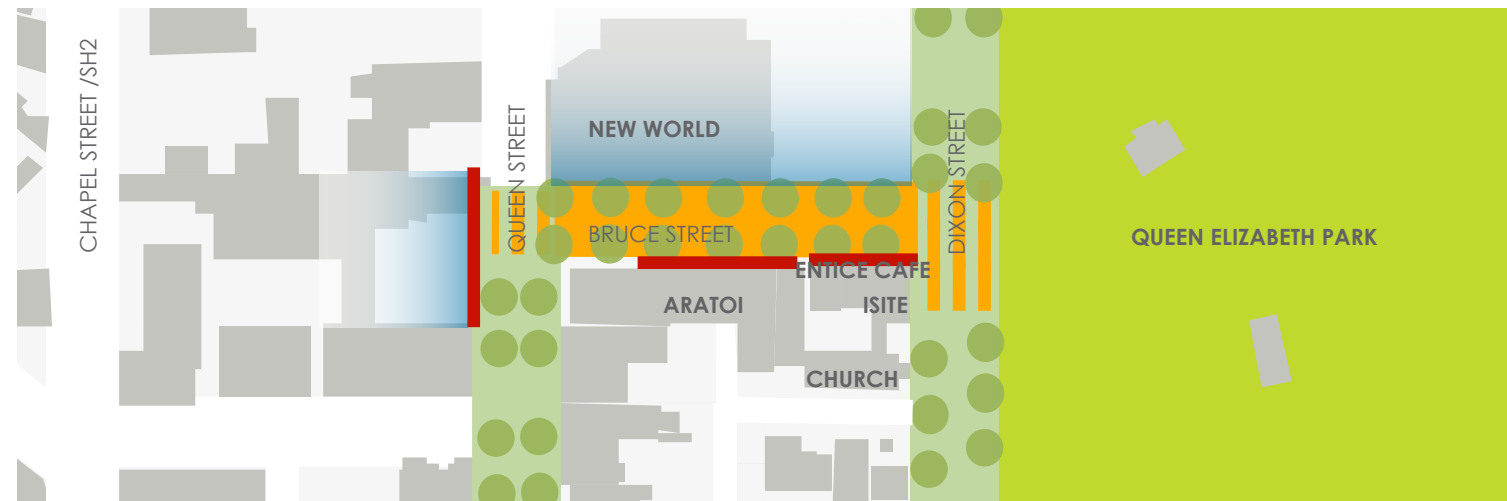 CHAPEL STREET /SH2
QUEEN STREET
NEW WORLD
DIXON STREET
BRUCE STREET
QUEEN ELIZABETH PARK
ENTICE CAFE
ARATOI
ISITE
CHURCH